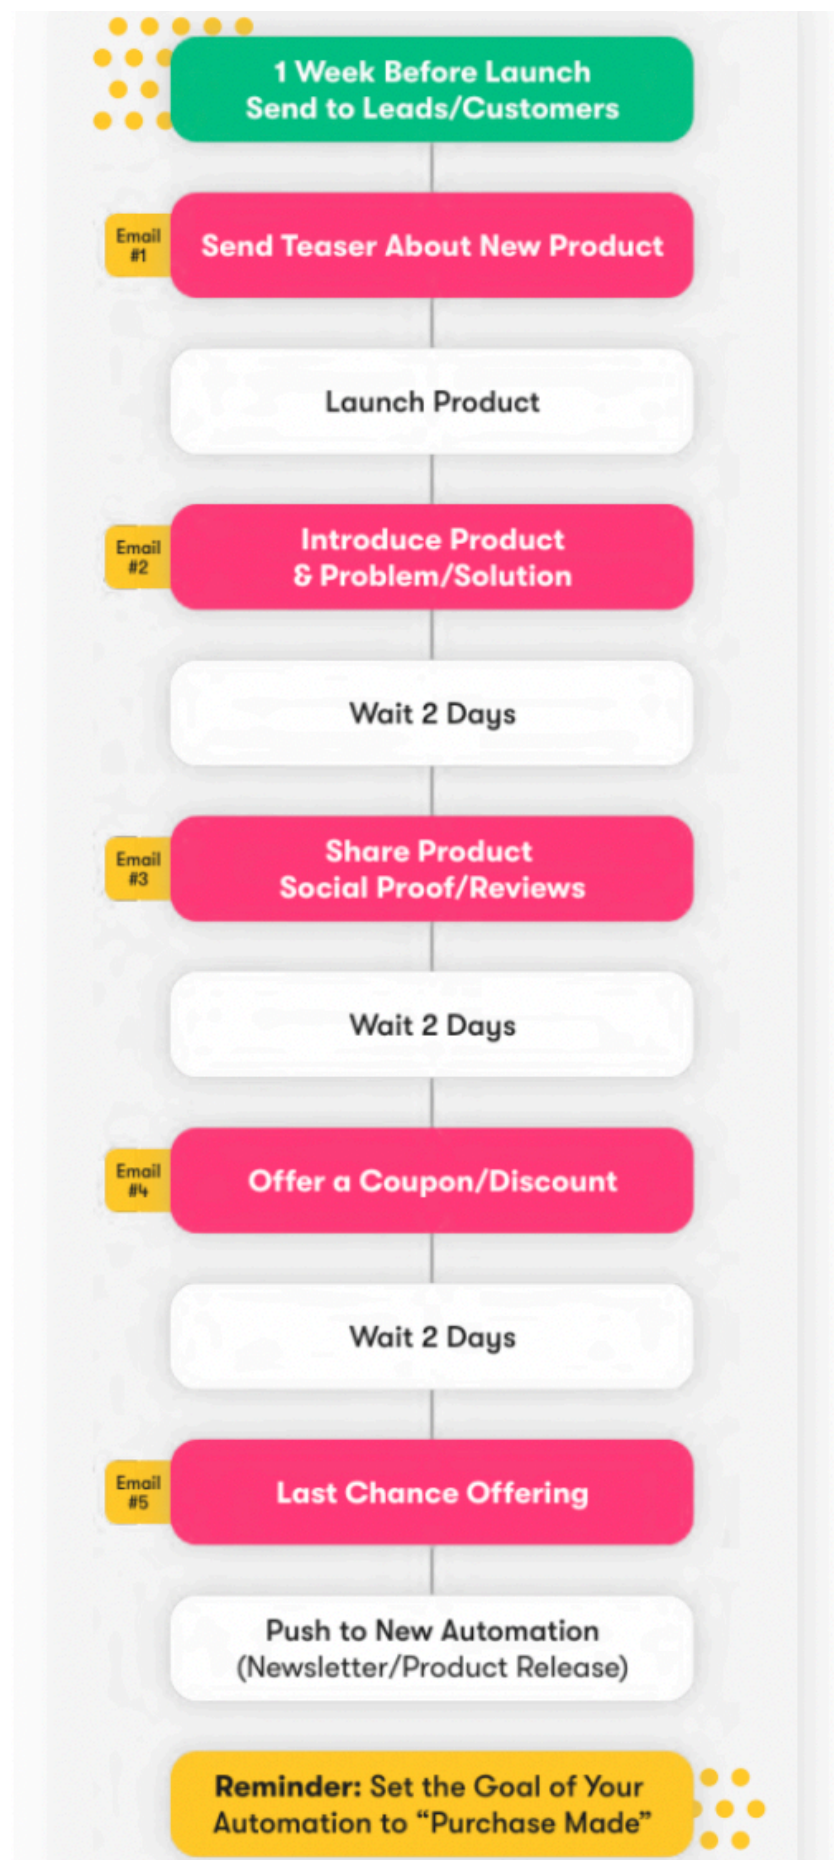 1 Week Before Launch
Send to Leads/Customers
Email
#1
Send Teaser About New Product
Launch Product
Email
#2
Introduce Product
& Problem/Solution
Wait 2 Days
Email
#3
Share Product
Social Proof/Reviews
Wait 2 Days
Email
#4
Offer a Coupon/Discount
Wait 2 Days
Email
#5
Last Chance Offering
Push to New Automation
(Newsletter/Product Release)
Reminder: Set the Goal of Your
Automation to “Purchase Made”